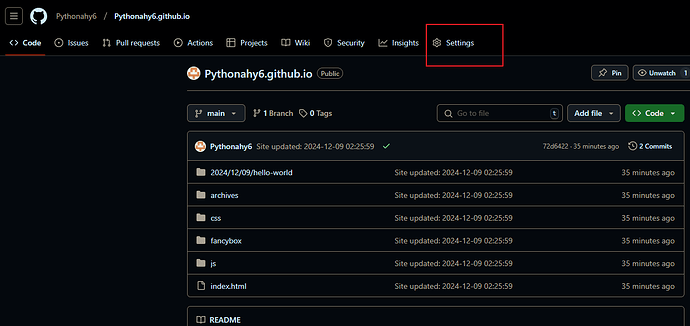 Pythonahy6 / Pythonahy6.github.io
Code Issues Pull requests Actions Projects Wiki Security Insights Settings
Pythonahy6.github.io Public Pin Unwatch 1
main 1 Branch 0 Tags Go to file t Add file Code
Pythonahy6 Site updated: 2024-12-09 02:25:59 72d6422 · 35 minutes ago 2 Commits
2024/12/09/hello-world Site updated: 2024-12-09 02:25:59 35 minutes ago
archives Site updated: 2024-12-09 02:25:59 35 minutes ago
css Site updated: 2024-12-09 02:25:59 35 minutes ago
fancybox Site updated: 2024-12-09 02:25:59 35 minutes ago
js Site updated: 2024-12-09 02:25:59 35 minutes ago
index.html Site updated: 2024-12-09 02:25:59 35 minutes ago
README